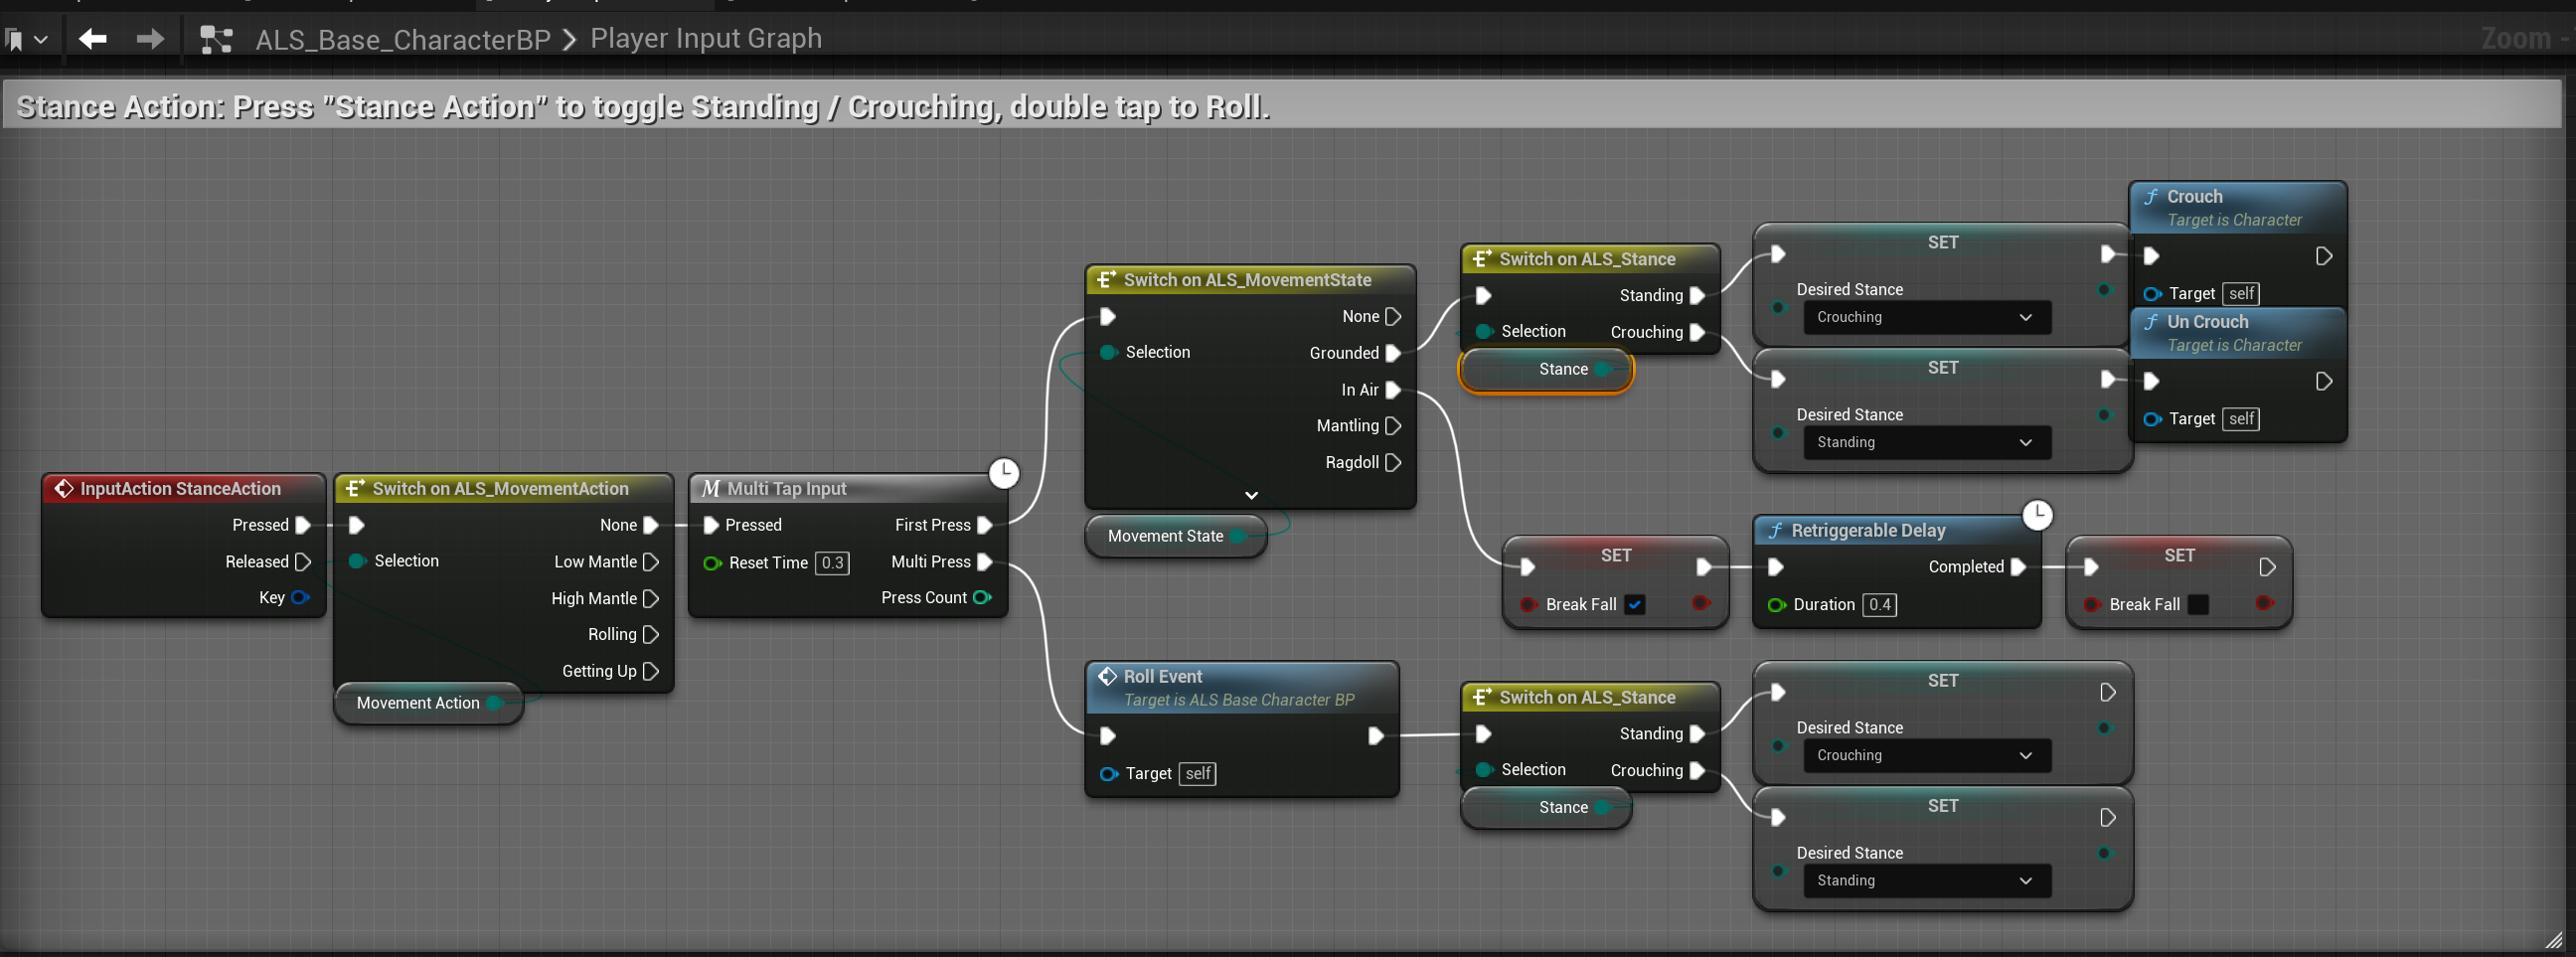 ALS_Base_CharacterBP > Player Input Graph
Zoom -
Stance Action: Press "Stance Action" to toggle Standing / Crouching, double tap to Roll.
InputAction StanceAction
Pressed
Released
Key
Switch on ALS_MovementAction
None
Selection
Low Mantle
High Mantle
Rolling
Getting Up
Movement Action
Multi Tap Input
Pressed
First Press
Reset Time 0.3
Multi Press
Press Count
Switch on ALS_MovementState
None
Selection
Grounded
In Air
Mantling
Ragdoll
Movement State
Switch on ALS_Stance
Standing
Selection
Crouching
Stance
SET
Desired Stance
Crouching
SET
Desired Stance
Standing
Crouch
Target is Character
Target self
Un Crouch
Target is Character
Target self
SET
Break Fall
Retriggerable Delay
Completed
Duration 0.4
SET
Break Fall
Roll Event
Target is ALS Base Character BP
Target self
Switch on ALS_Stance
Standing
Selection
Crouching
Stance
SET
Desired Stance
Crouching
SET
Desired Stance
Standing